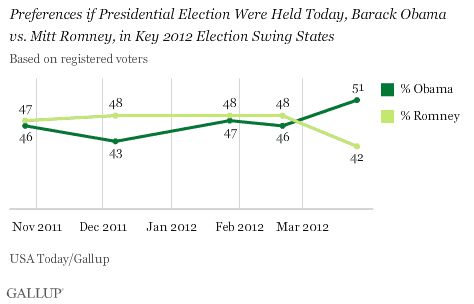 Preferences if Presidential Election Were Held Today, Barack Obama
vs. Mitt Romney, in Key 2012 Election Swing States
Based on registered voters
% Obama
% Romney
47 48 48 48 51
46 43 47 46 42
Nov 2011 Dec 2011 Jan 2012 Feb 2012 Mar 2012
USA Today/Gallup
GALLUP